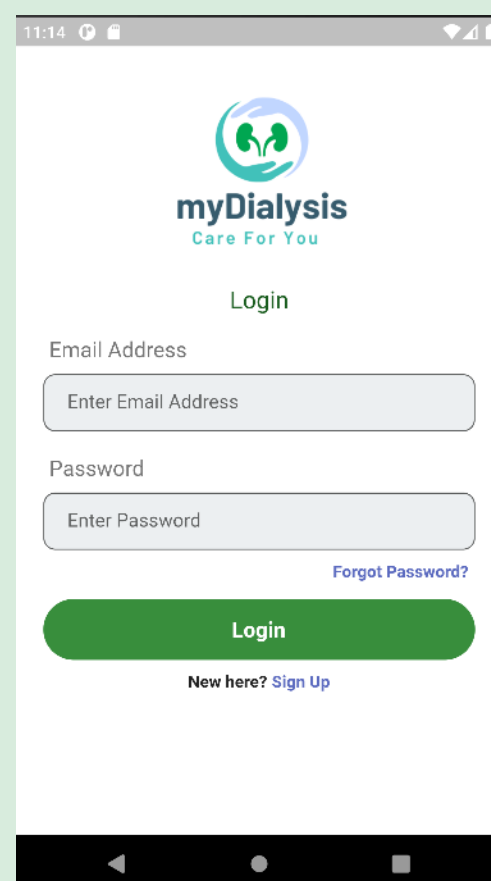 11:14
myDialysis
Care For You
Login
Email Address
Enter Email Address
Password
Enter Password
Forgot Password?
Login
New here? Sign Up